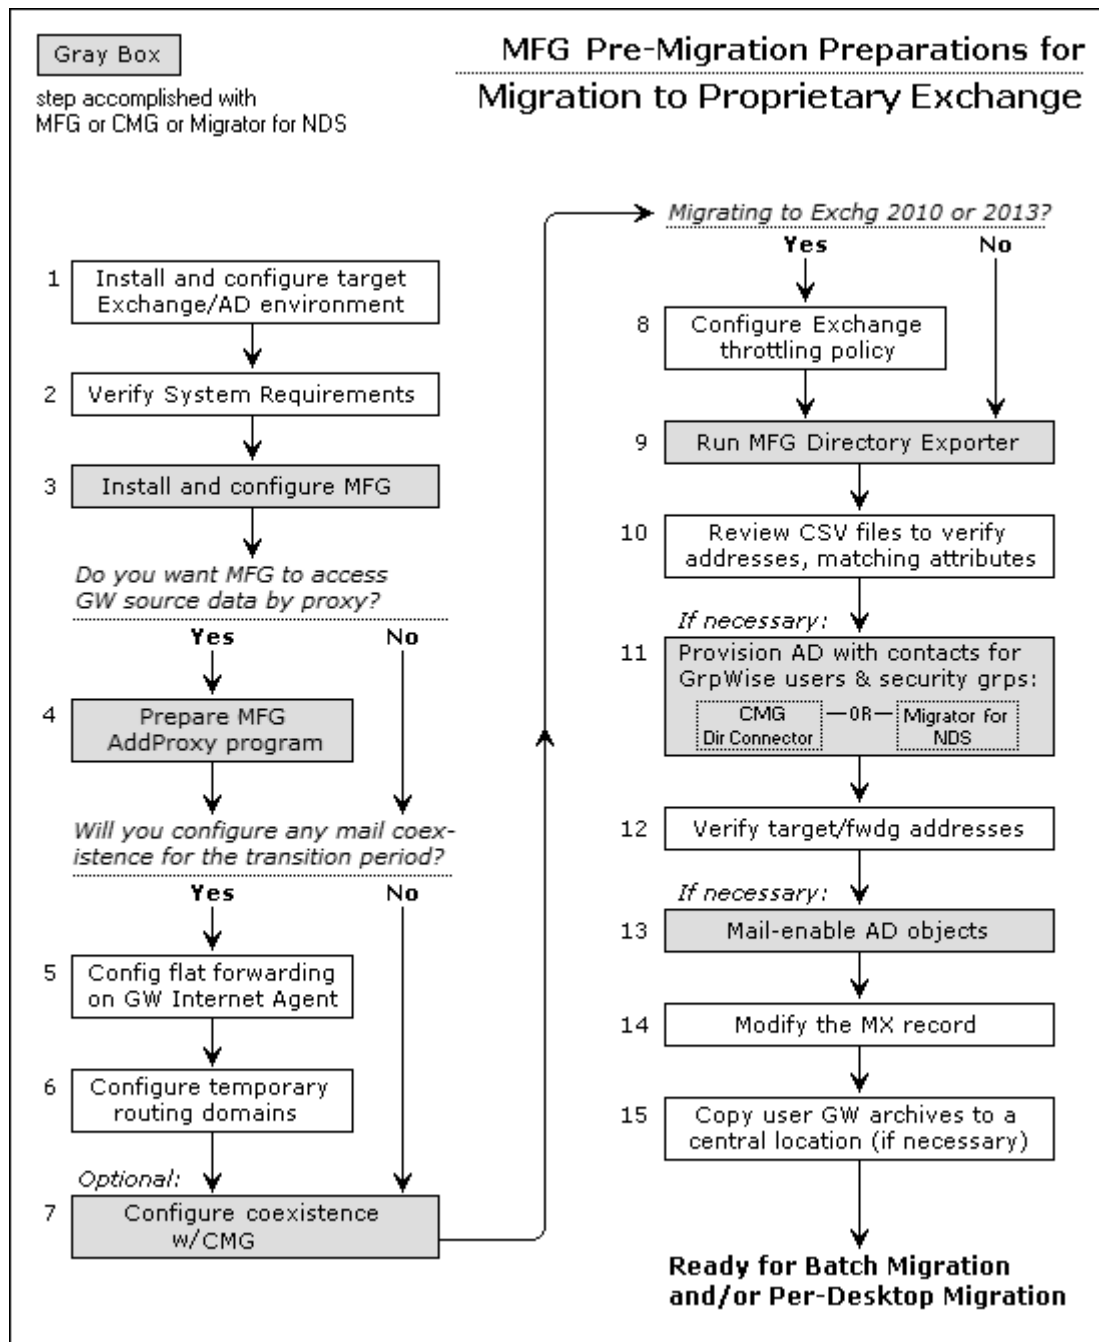 Gray Box
step accomplished with
MFG or CMG or Migrator for NDS
MFG Pre-Migration Preparations for
Migration to Proprietary Exchange
1
Install and configure target
Exchange/AD environment
2
Verify System Requirements
3
Install and configure MFG
Do you want MFG to access
GW source data by proxy?
Yes No
4
Prepare MFG
AddProxy program
Will you configure any mail coex-
istence for the transition period?
Yes No
5
Config flat forwarding
on GW Internet Agent
6
Configure temporary
routing domains
Optional:
7
Configure coexistence
w/CMG
Migrating to Exchg 2010 or 2013?
Yes No
8
Configure Exchange
throttling policy
9
Run MFG Directory Exporter
10
Review CSV files to verify
addresses, matching attributes
If necessary:
11
Provision AD with contacts for
GrpWise users & security grps:
CMG
Dir Connector
OR
Migrator for
NDS
12
Verify target/fwdg addresses
If necessary:
13
Mail-enable AD objects
14
Modify the MX record
15
Copy user GW archives to a
central location (if necessary)
Ready for Batch Migration
and/or Per-Desktop Migration